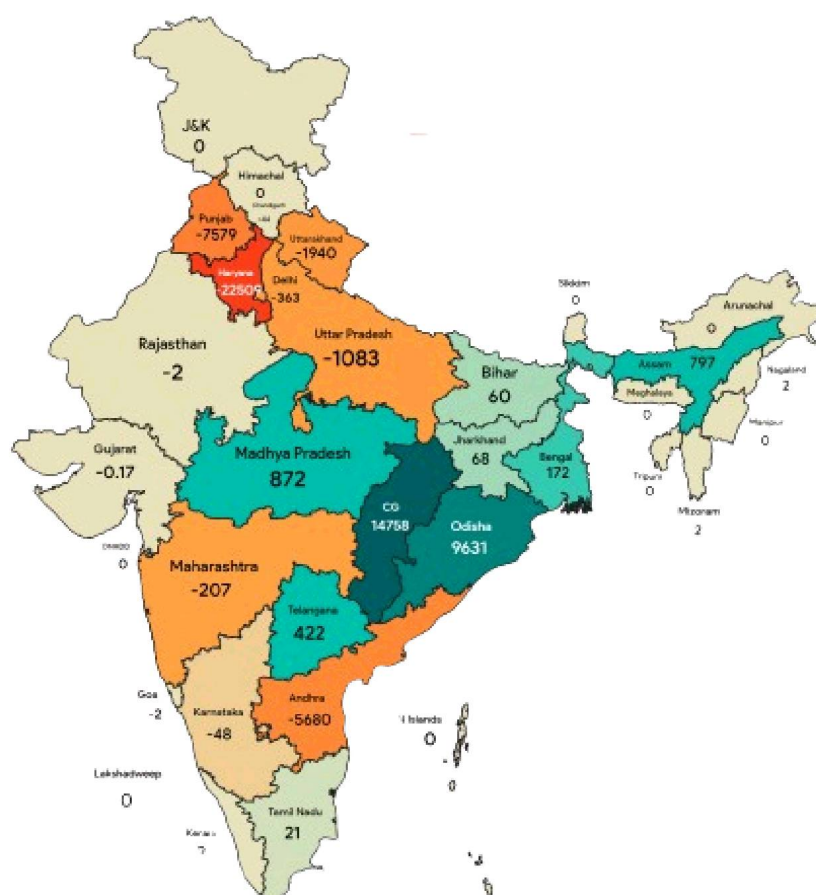 J&K
0
Himachal
0
Chandigarh
Punjab
-7579
Uttarakhand
-1940
Haryana
-22509
Delhi
-363
Sikkim
0
Arunachal
0
Uttar Pradesh
-1083
Rajasthan
-2
Assam 797
Nagaland
2
Bihar
60
Meghalaya
0
Manipur
0
Gujarat
-0.17
Madhya Pradesh
872
Jharkhand
68
Bengal
172
Tripura
0
Mizoram
2
CG
14758
Odisha
9631
0
Maharashtra
-207
Telangana
422
Goa
-2
Karnataka
-48
Andhra
-5680
Islands
0
Lakshadweep
0
Tamil Nadu
21